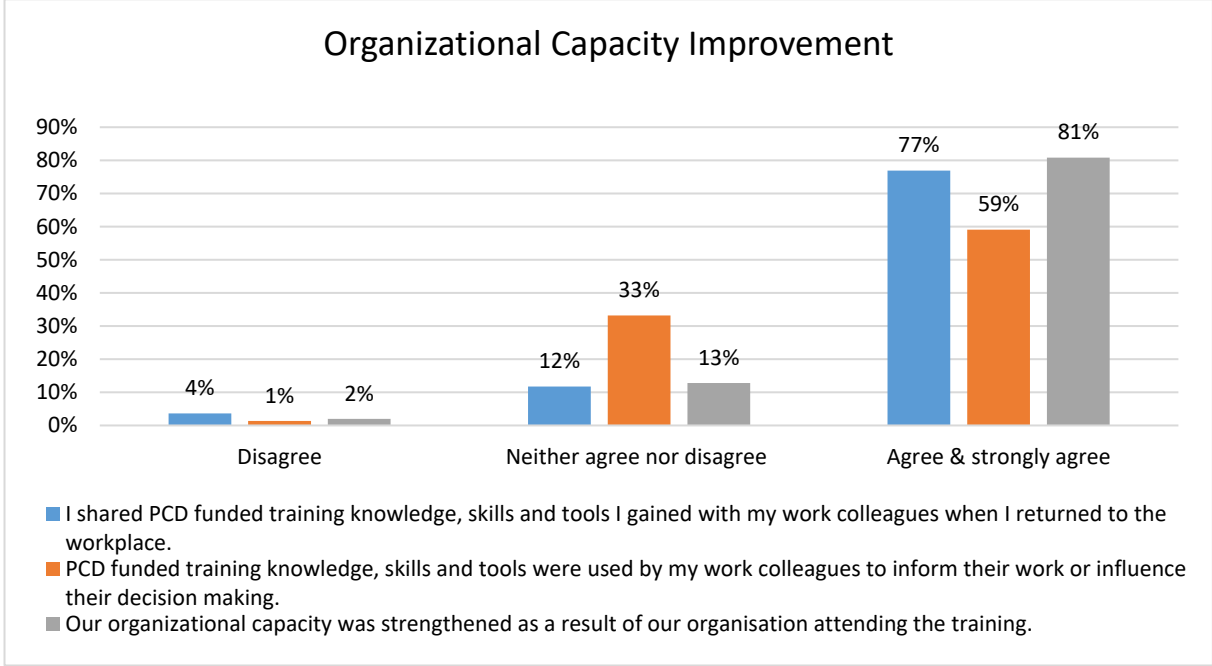 Organizational Capacity Improvement
90%
80%
70%
60%
50%
40%
30%
20%
10%
0%
4%
1%
2%
12%
33%
13%
77%
59%
81%
Disagree
Neither agree nor disagree
Agree & strongly agree
I shared PCD funded training knowledge, skills and tools I gained with my work colleagues when I returned to the
workplace.
PCD funded training knowledge, skills and tools were used by my work colleagues to inform their work or influence
their decision making.
Our organizational capacity was strengthened as a result of our organisation attending the training.